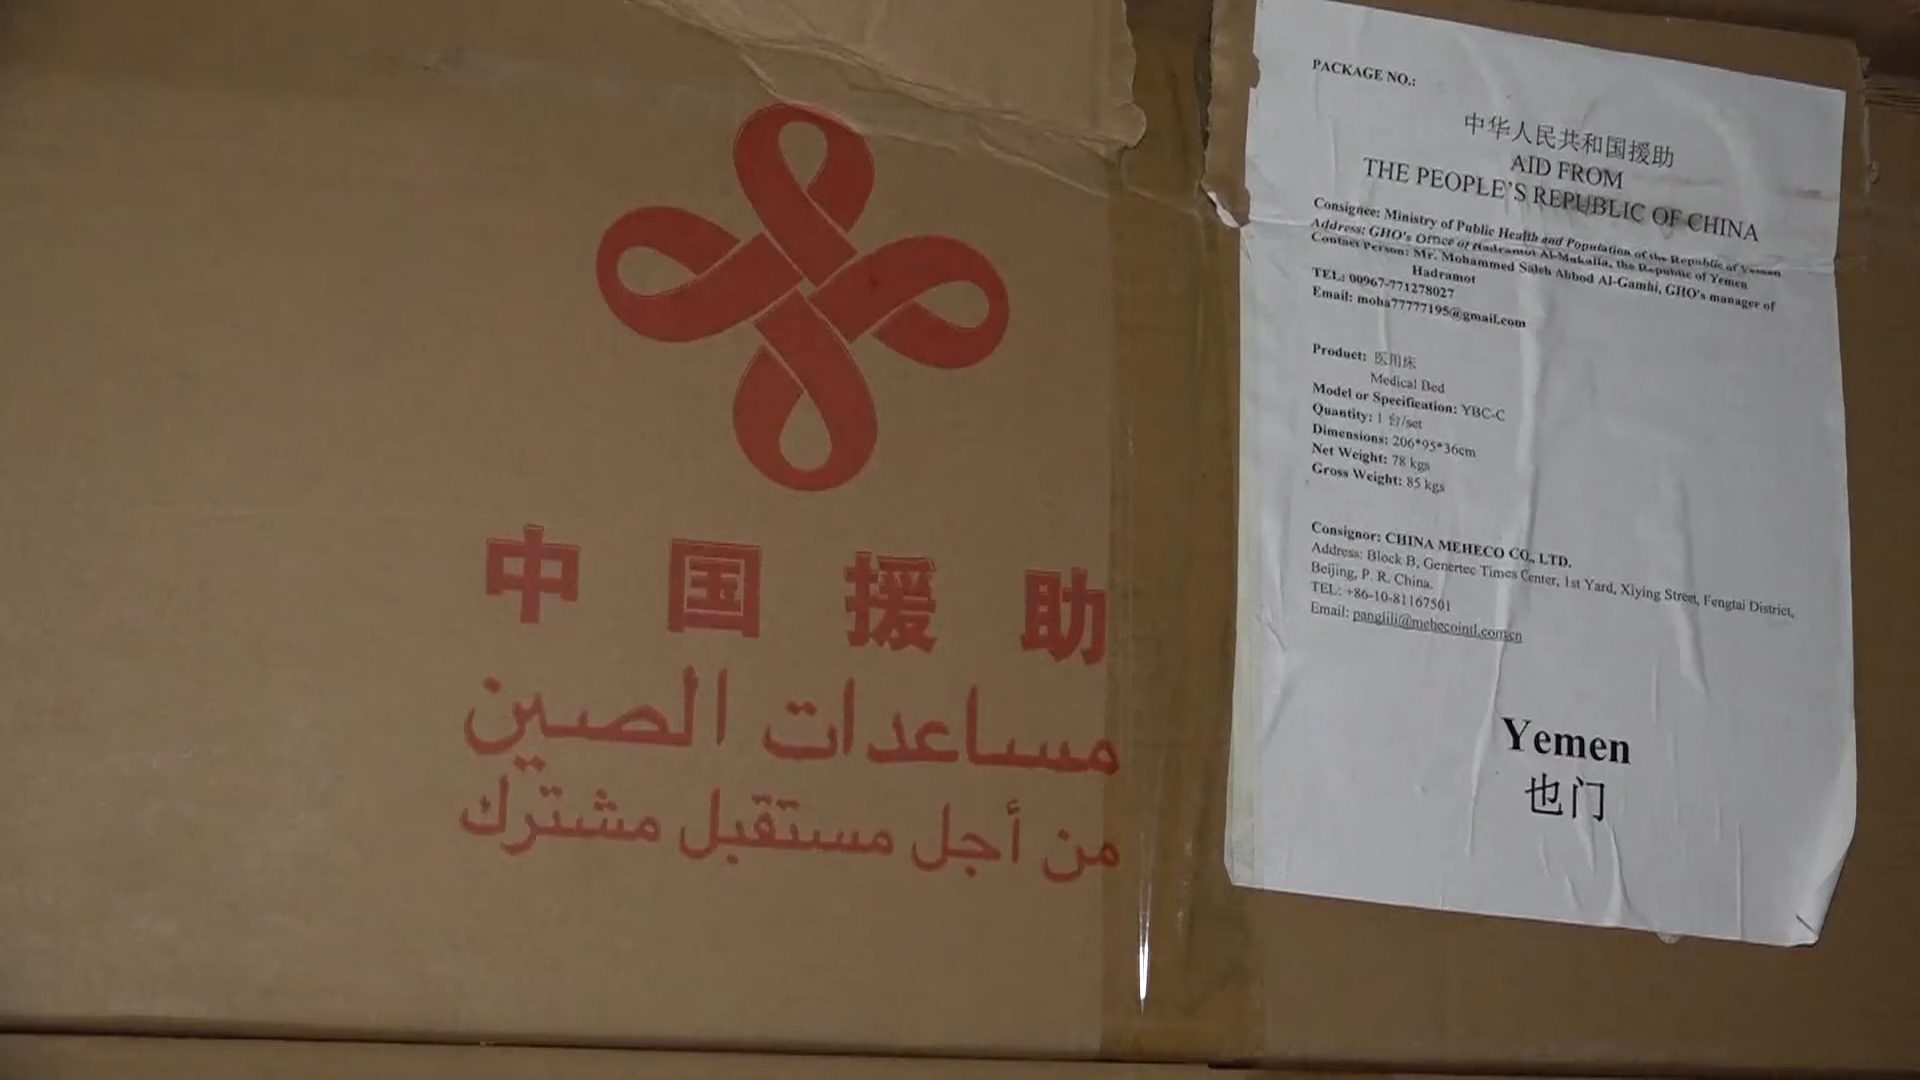 中国援助
مساعدات الصين
من أجل مستقبل مشترك
PACKAGE NO.:
中华人民共和国援助
AID FROM
THE PEOPLE'S REPUBLIC OF CHINA
Consignee: Ministry of Public Health and Population of the Republic of Yemen
Address: GHO's Office of Hadramot Al-Mukalla, the Republic of Yemen
Contact Person: Mr. Mohammed Saleh Abbod Al-Gamhi, GHO's manager of
Hadramot
TEL: 00967-771278027
Email: moha77777195@gmail.com
Product: 医用床
Medical Bed
Model or Specification: YBC-C
Quantity: 1 台/set
Dimensions: 206*95*36cm
Net Weight: 78 kgs
Gross Weight: 85 kgs
Consignor: CHINA MEHECO CO., LTD.
Address: Block B, Genertec Times Center, 1st Yard, Xiying Street, Fengtai District,
Beijing, P. R. China.
TEL: +86-10-81167501
Email: panglili@mehecointl.com.cn
Yemen
也门